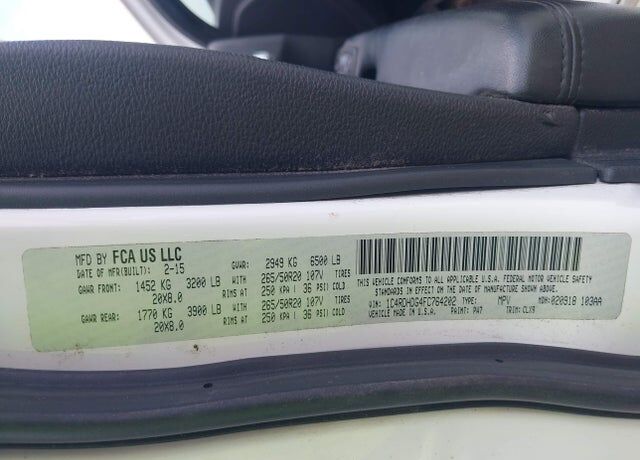 MFD BY FCA US LLC
DATE OF MFR(BUILT): 2-15
GVWR: 2949 KG 6500 LB
GAWR FRONT: 1452 KG 3200 LB WITH 265/50R20 107V TIRES
20X8.0 RIMS AT 250 KPA ( 36 PSI) COLD
GAWR REAR: 1770 KG 3900 LB WITH 265/50R20 107V TIRES
20X8.0 RIMS AT 250 KPA ( 36 PSI) COLD
THIS VEHICLE CONFORMS TO ALL APPLICABLE U.S.A. FEDERAL MOTOR VEHICLE SAFETY
STANDARDS IN EFFECT ON THE DATE OF MANUFACTURE SHOWN ABOVE.
VIN: 1C4RDHDG4FC764202 TYPE: MPV MDH: 020918 103AA
VEHICLE MADE IN U.S.A. PAINT: PW7 TRIM: CLX9